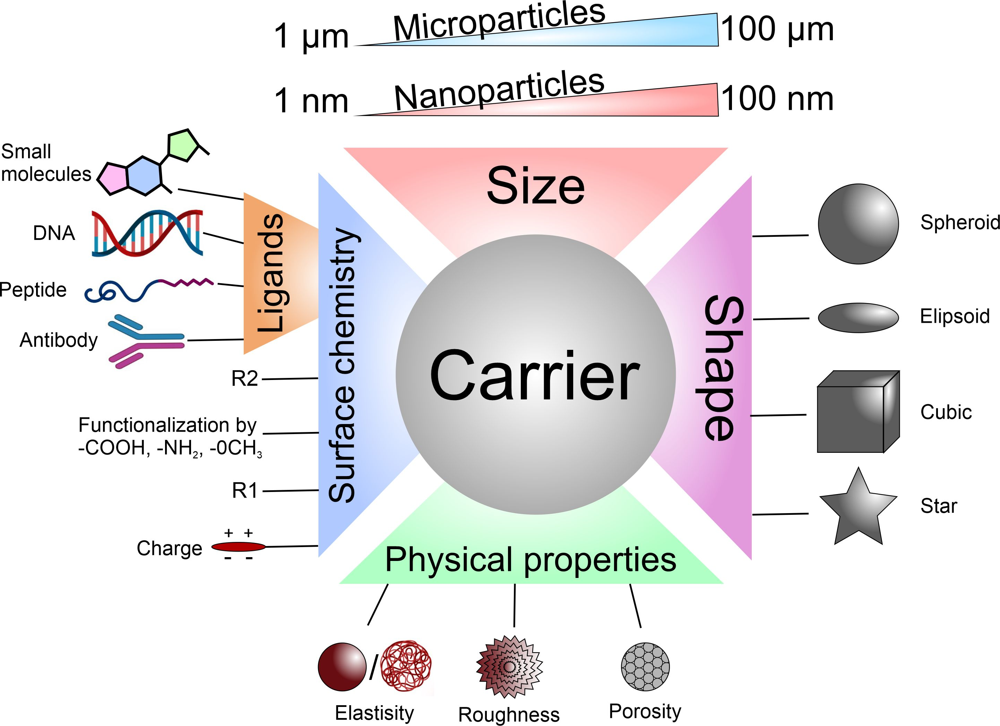 1 µm Microparticles 100 µm
1 nm Nanoparticles 100 nm
Size
Small
molecules
DNA
Peptide
Antibody
Ligands
Surface chemistry
R2
Functionalization by
-COOH, -NH₂, -0CH₃
R1
Charge
+ +
- -
Carrier
Shape
Spheroid
Elipsoid
Cubic
Star
Physical properties
/
Elastisity
Roughness
Porosity